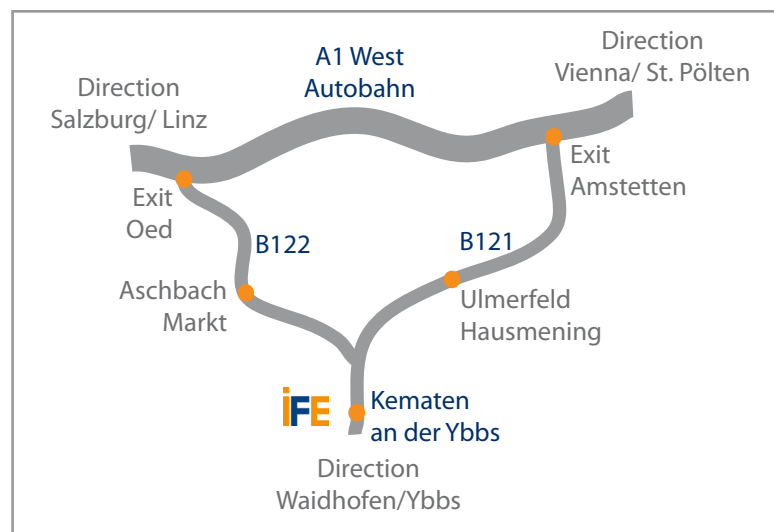 Direction
Vienna/ St. Pölten
A1 West
Autobahn
Direction
Salzburg/ Linz
Exit
Amstetten
Exit
Oed
B122
B121
Aschbach
Markt
Ulmerfeld
Hausmening
iFE
Kematen
an der Ybbs
Direction
Waidhofen/Ybbs